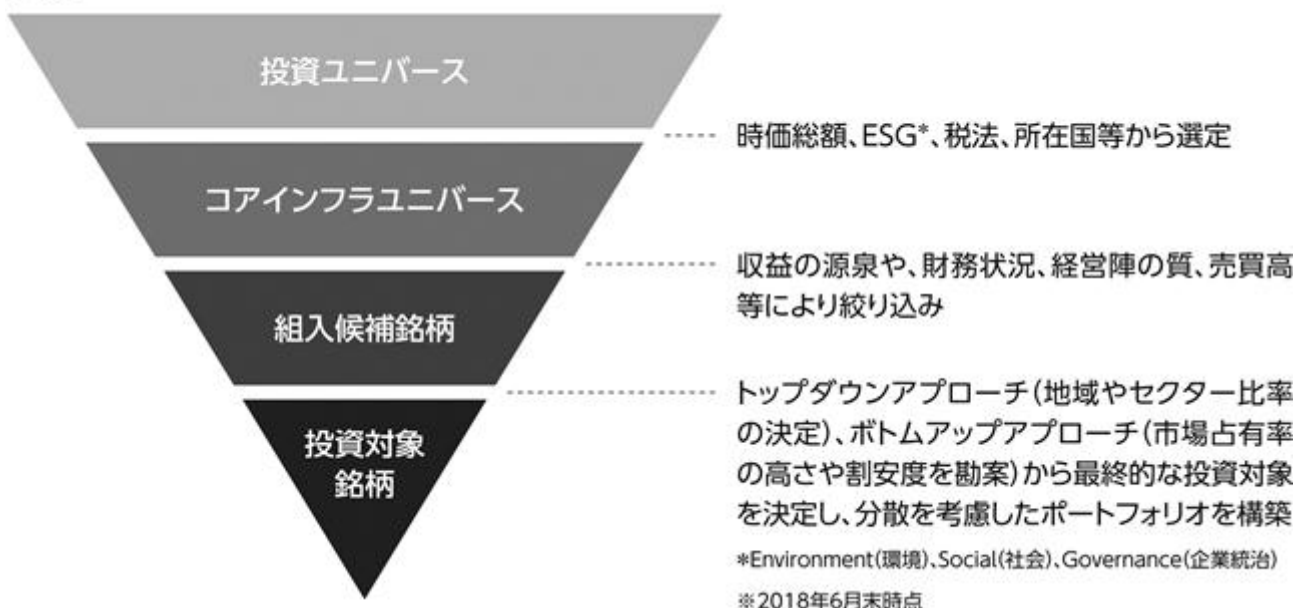 投資ユニバース
時価総額、ESG*、税法、所在国等から選定
コアインフラユニバース
収益の源泉や、財務状況、経営陣の質、売買高
等により絞り込み
組入候補銘柄
トップダウンアプローチ(地域やセクター比率
の決定)、ボトムアップアプローチ(市場占有率
の高さや割安度を勘案)から最終的な投資対象
を決定し、分散を考慮したポートフォリオを構築
投資対象
銘柄
*Environment(環境)、Social(社会)、Governance(企業統治)
※2018年6月末時点